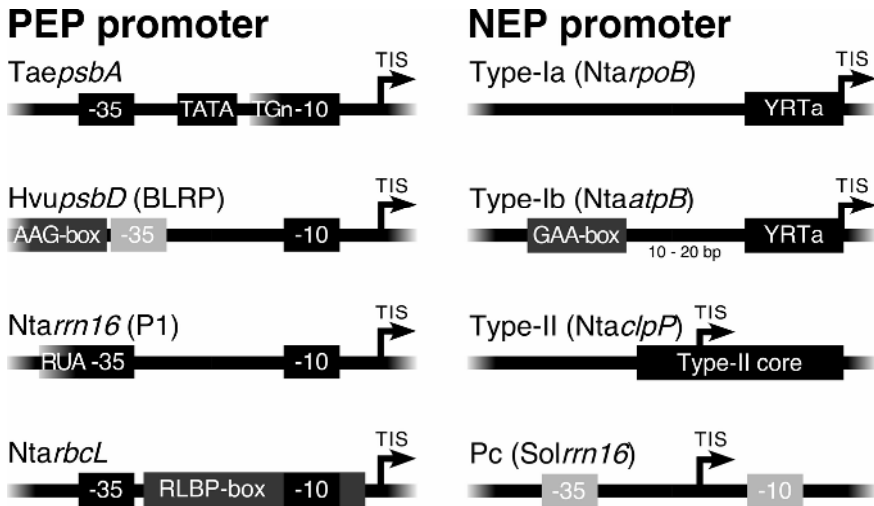 PEP promoter
TaepsbA
TIS
-35 TATA TGn-10
HvupsbD (BLRP)
TIS
AAG-box -35 -10
Ntarrn16 (P1)
TIS
RUA -35 -10
NtarbcL
TIS
-35 RLBP-box -10
NEP promoter
Type-Ia (NtarpoB)
TIS
YRTa
Type-Ib (NtaatpB)
TIS
GAA-box YRTa
10 - 20 bp
Type-II (NtaclpP)
TIS
Type-II core
Pc (Solrrn16)
TIS
-35 -10